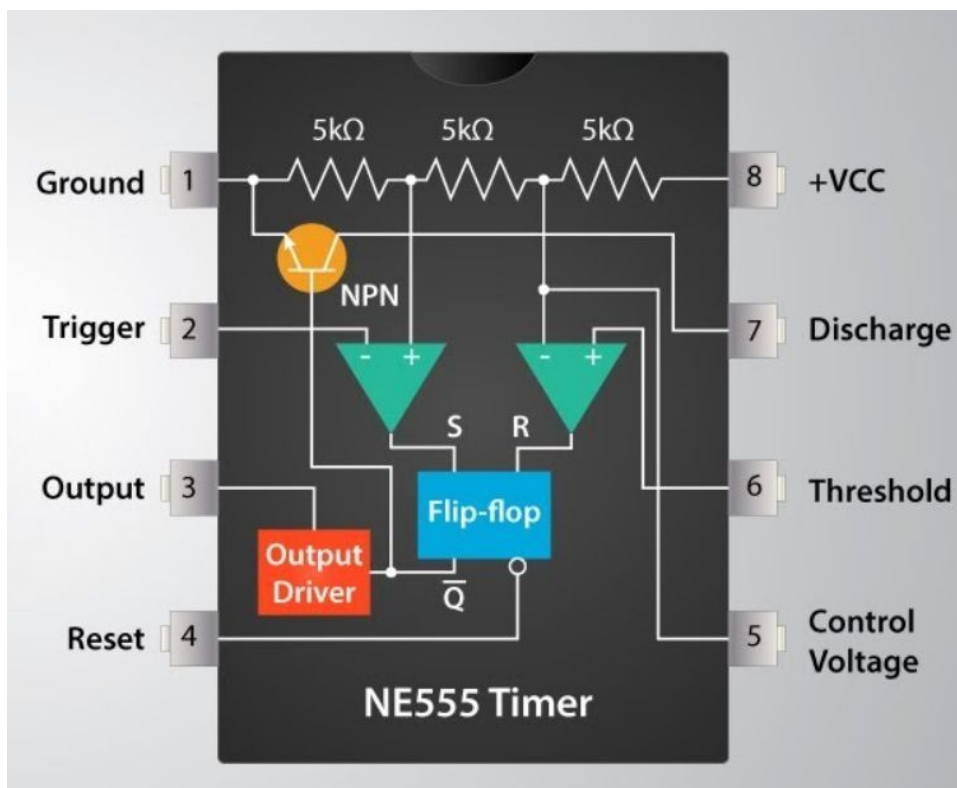 5kΩ 5kΩ 5kΩ
Ground 1
8 +VCC
NPN
Trigger 2
7 Discharge
- +
- +
S R
Output 3
Flip-flop
6 Threshold
Output
Driver
Q̅
Reset 4
5 Control
Voltage
NE555 Timer